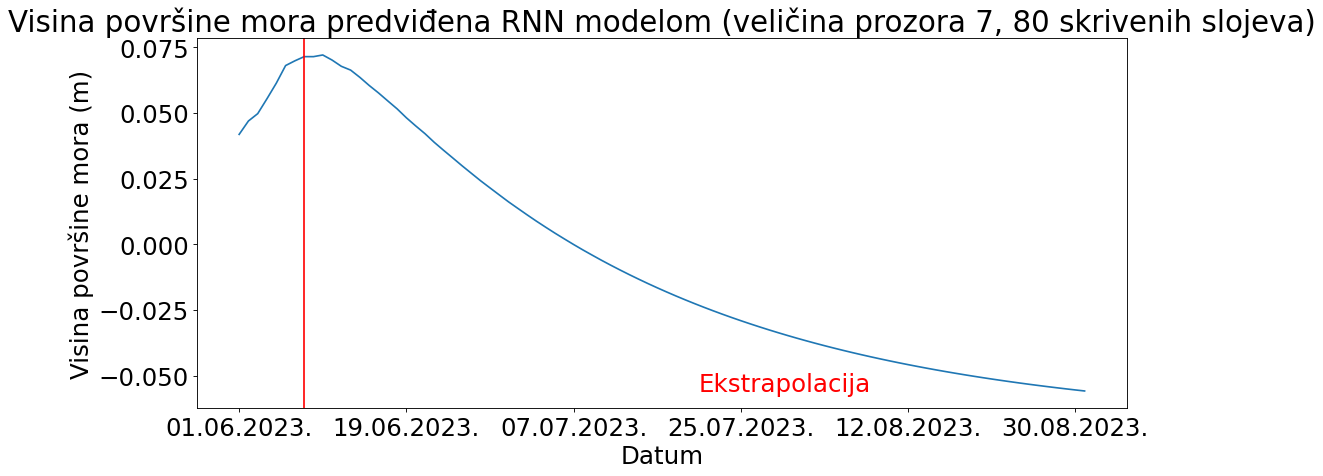 Visina površine mora predviđena RNN modelom (veličina prozora 7, 80 skrivenih slojeva)
Visina površine mora (m)
0.075
0.050
0.025
0.000
−0.025
−0.050
Ekstrapolacija
01.06.2023. 19.06.2023. 07.07.2023. 25.07.2023. 12.08.2023. 30.08.2023.
Datum